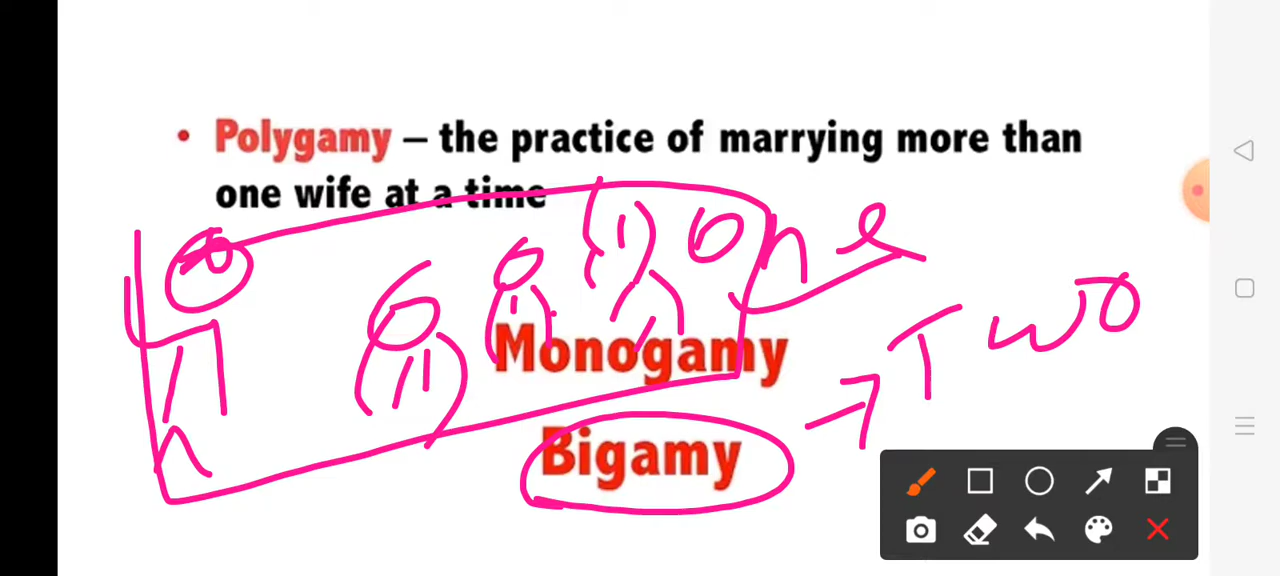 • Polygamy – the practice of marrying more than
one wife at a time
one
Monogamy
Two
Bigamy